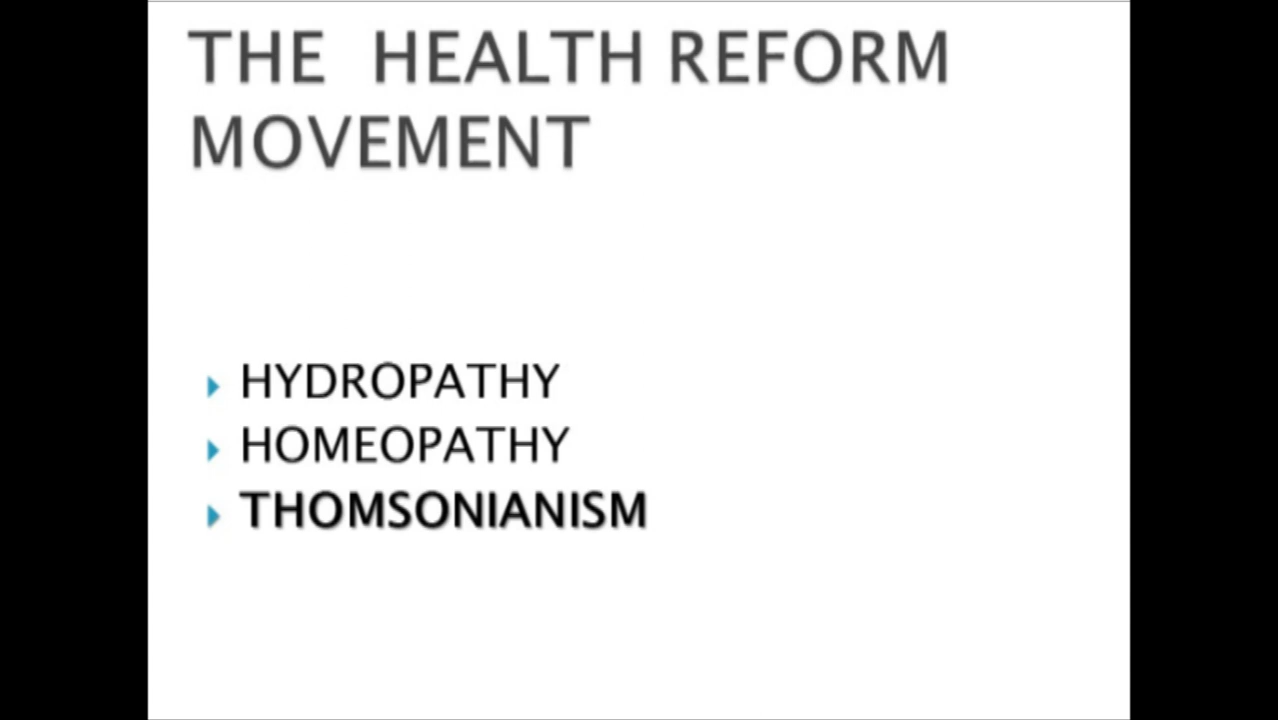 THE HEALTH REFORM
MOVEMENT
HYDROPATHY
HOMEOPATHY
THOMSONIANISM